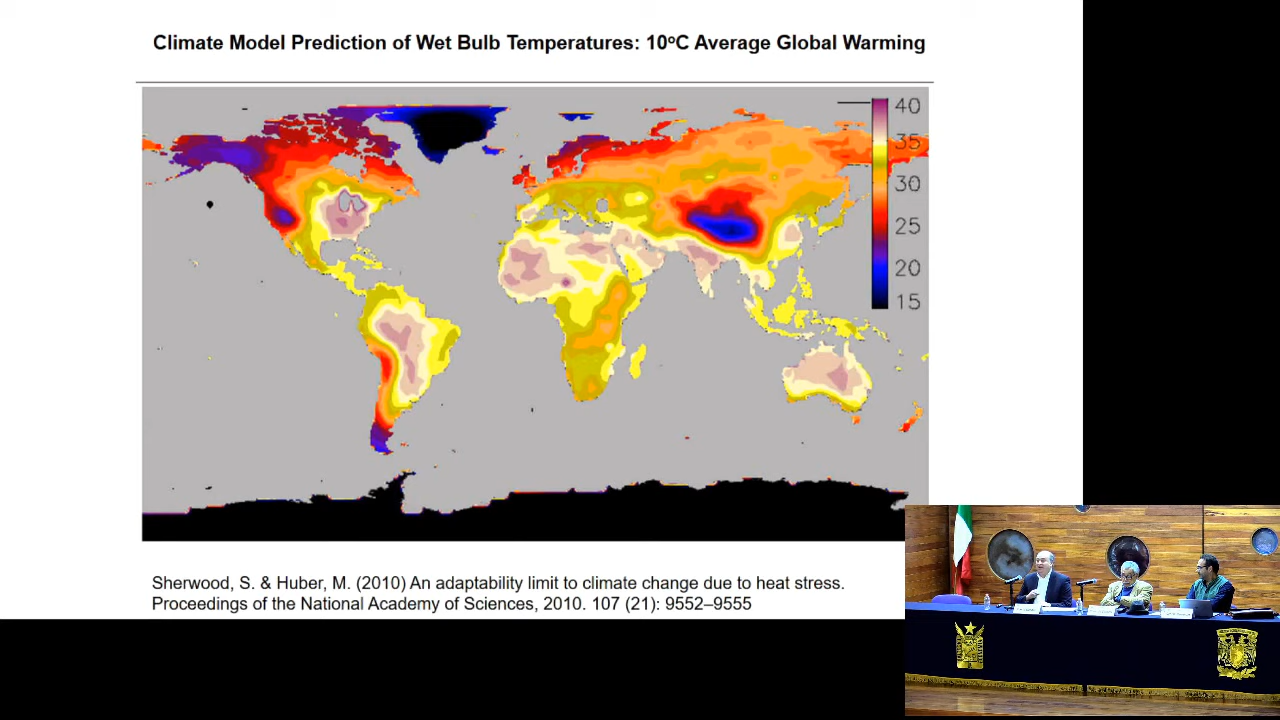 Climate Model Prediction of Wet Bulb Temperatures: 10ºC Average Global Warming
40
35
30
25
20
15
Sherwood, S. & Huber, M. (2010) An adaptability limit to climate change due to heat stress.
Proceedings of the National Academy of Sciences, 2010. 107 (21): 9552–9555